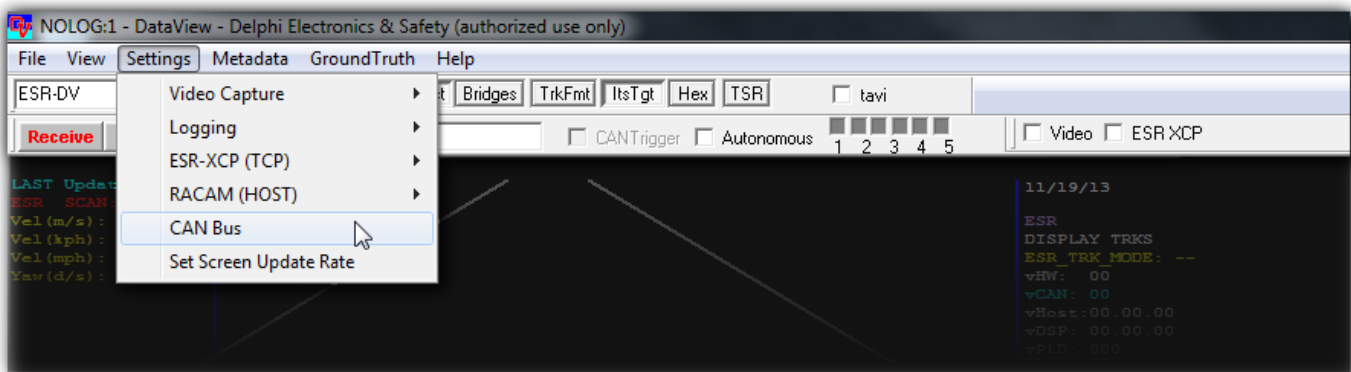 NOLOG:1 - DataView - Delphi Electronics & Safety (authorized use only)
File View Settings Metadata GroundTruth Help
ESR-DV Bridges TrkFmt ItsTgt Hex TSR tavi
Receive CANTrigger Autonomous 1 2 3 4 5 Video ESR XCP
Video Capture
Logging
ESR-XCP (TCP)
RACAM (HOST)
CAN Bus
Set Screen Update Rate
LAST Updat
ESR SCAN:
Vel(m/s):
Vel(kph):
Vel(mph):
Yaw(d/s):
11/19/13
ESR
DISPLAY TRKS
ESR_TRK_MODE: --
vHW: 00
vCAN: 00
vHost:00.00.00
vDSP: 00.00.00
vPLD: 000